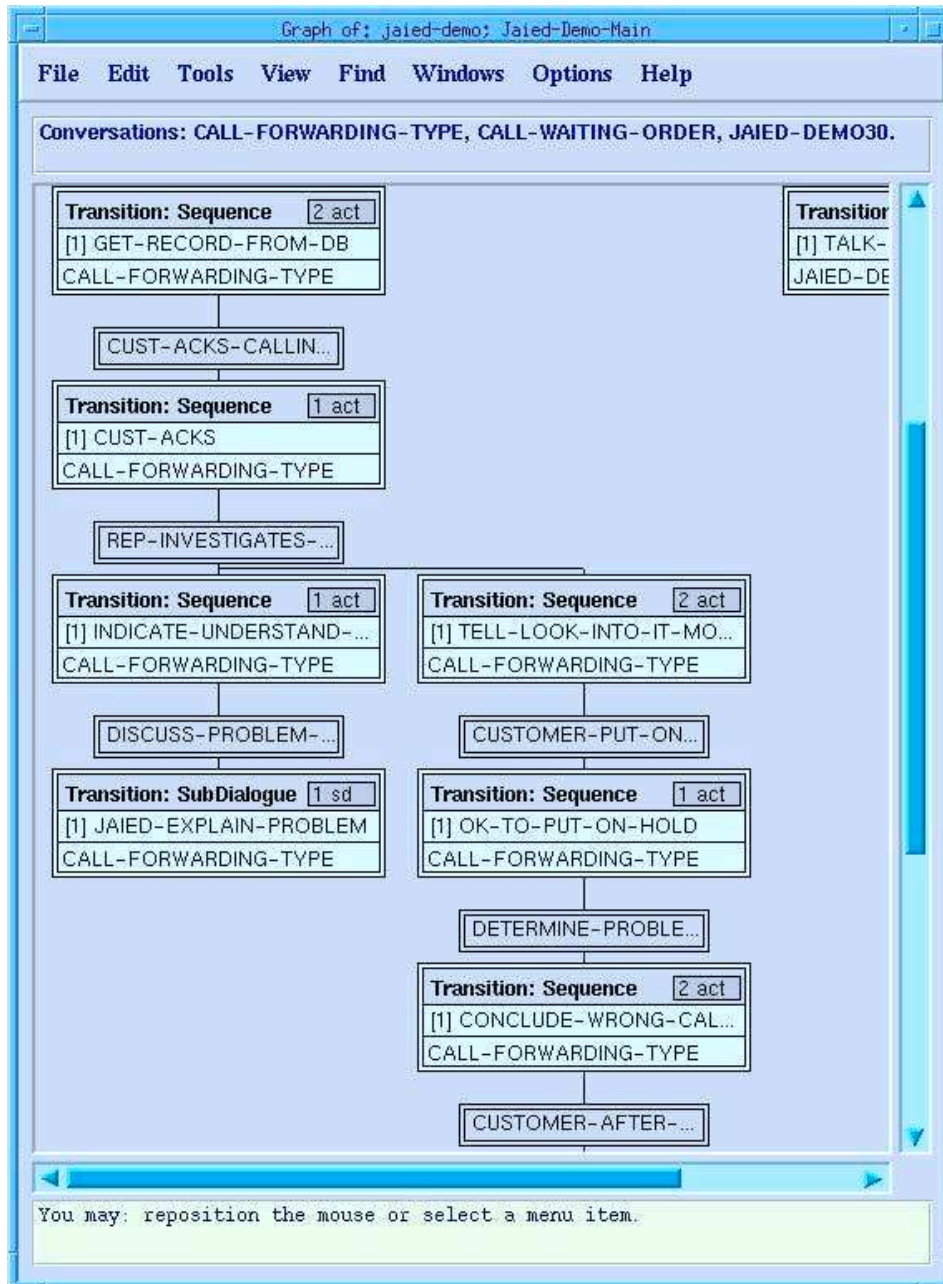 Graph of: jaied-demo; Jaied-Demo-Main
File Edit Tools View Find Windows Options Help
Conversations: CALL-FORWARDING-TYPE, CALL-WAITING-ORDER, JAIED-DEMO30.
Transition: Sequence 2 act
[1] GET-RECORD-FROM-DB
CALL-FORWARDING-TYPE
Transition
[1] TALK-
JAIED-DE
CUST-ACKS-CALLIN...
Transition: Sequence 1 act
[1] CUST-ACKS
CALL-FORWARDING-TYPE
REP-INVESTIGATES-...
Transition: Sequence 1 act
[1] INDICATE-UNDERSTAND-...
CALL-FORWARDING-TYPE
Transition: Sequence 2 act
[1] TELL-LOOK-INTO-IT-MO...
CALL-FORWARDING-TYPE
DISCUSS-PROBLEM-...
CUSTOMER-PUT-ON...
Transition: SubDialogue 1 sd
[1] JAIED-EXPLAIN-PROBLEM
CALL-FORWARDING-TYPE
Transition: Sequence 1 act
[1] OK-TO-PUT-ON-HOLD
CALL-FORWARDING-TYPE
DETERMINE-PROBLE...
Transition: Sequence 2 act
[1] CONCLUDE-WRONG-CAL...
CALL-FORWARDING-TYPE
CUSTOMER-AFTER-...
You may: reposition the mouse or select a menu item.